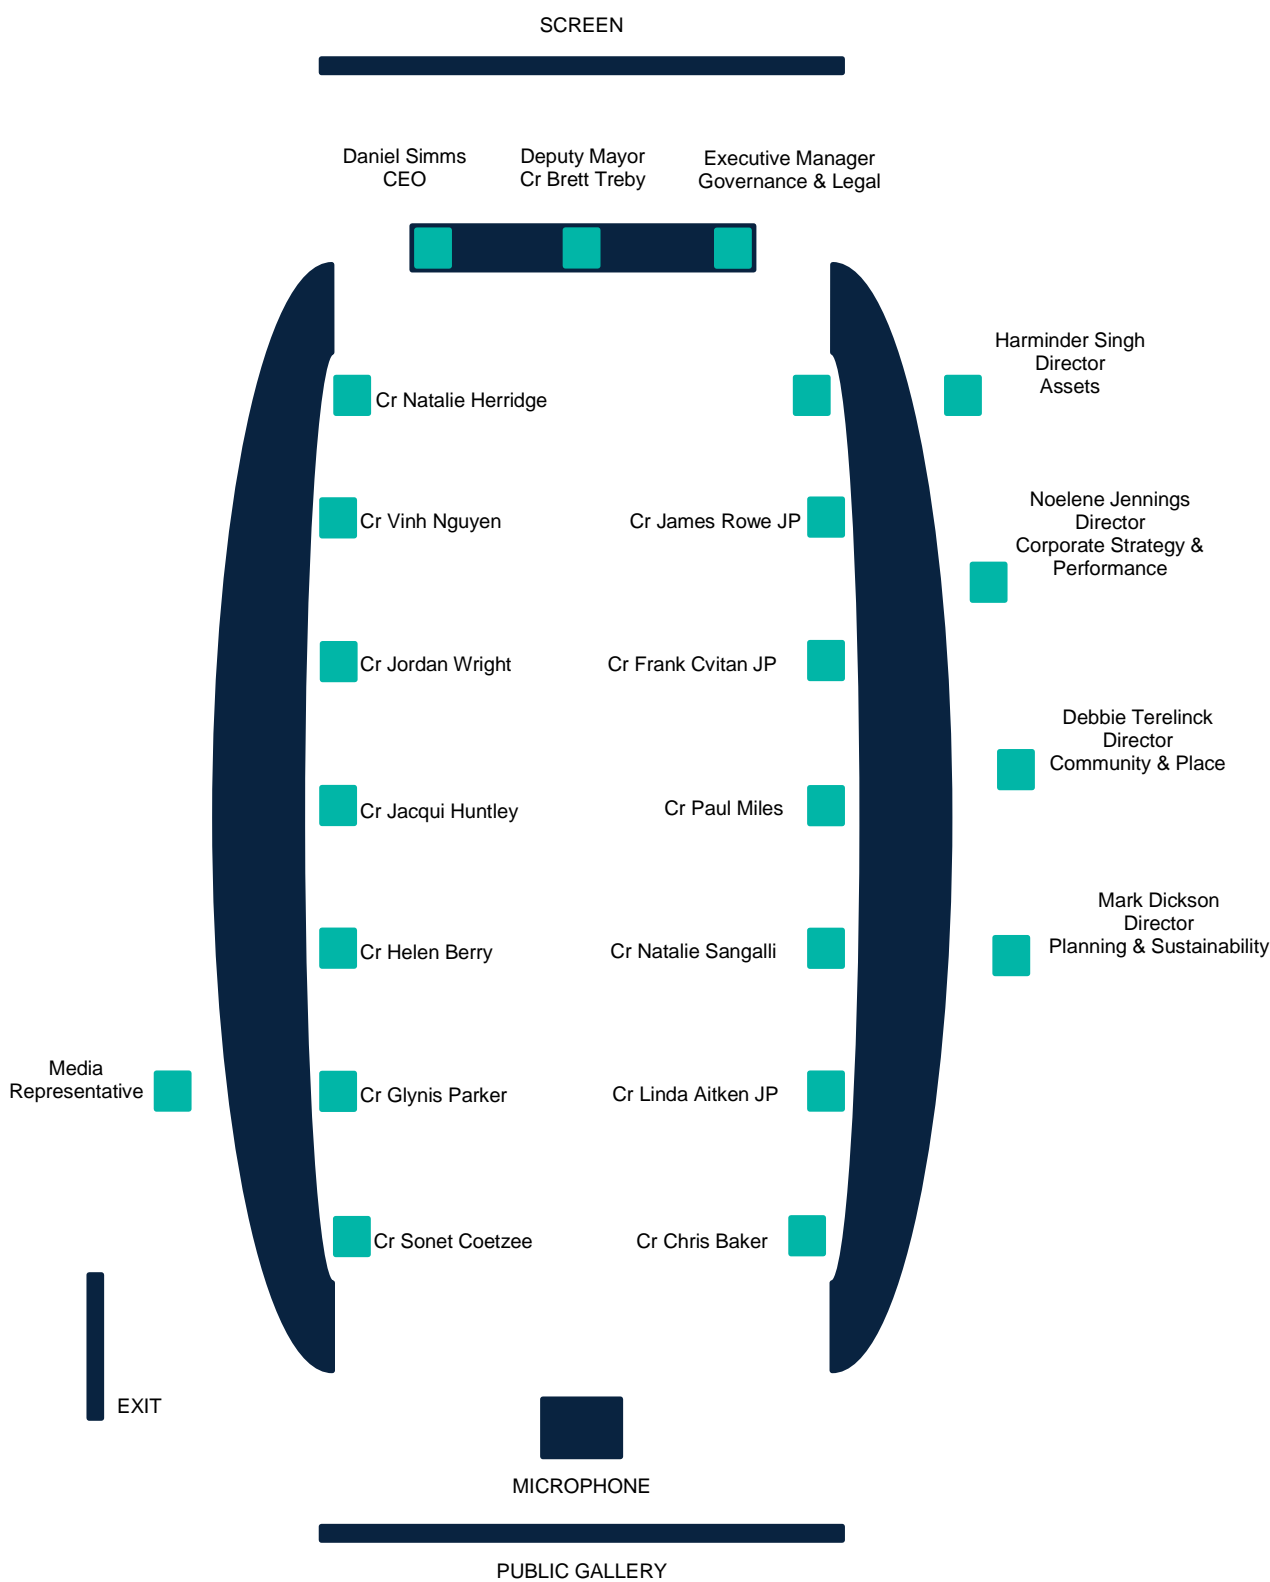 SCREEN
Daniel Simms
CEO
Deputy Mayor
Cr Brett Treby
Executive Manager
Governance & Legal
Harminder Singh
Director
Assets
Cr Natalie Herridge
Noelene Jennings
Director
Corporate Strategy &
Performance
Cr Vinh Nguyen
Cr James Rowe JP
Cr Jordan Wright
Cr Frank Cvitan JP
Debbie Terelinck
Director
Community & Place
Cr Jacqui Huntley
Cr Paul Miles
Mark Dickson
Director
Planning & Sustainability
Cr Helen Berry
Cr Natalie Sangalli
Media
Representative
Cr Glynis Parker
Cr Linda Aitken JP
Cr Sonet Coetzee
Cr Chris Baker
EXIT
MICROPHONE
PUBLIC GALLERY